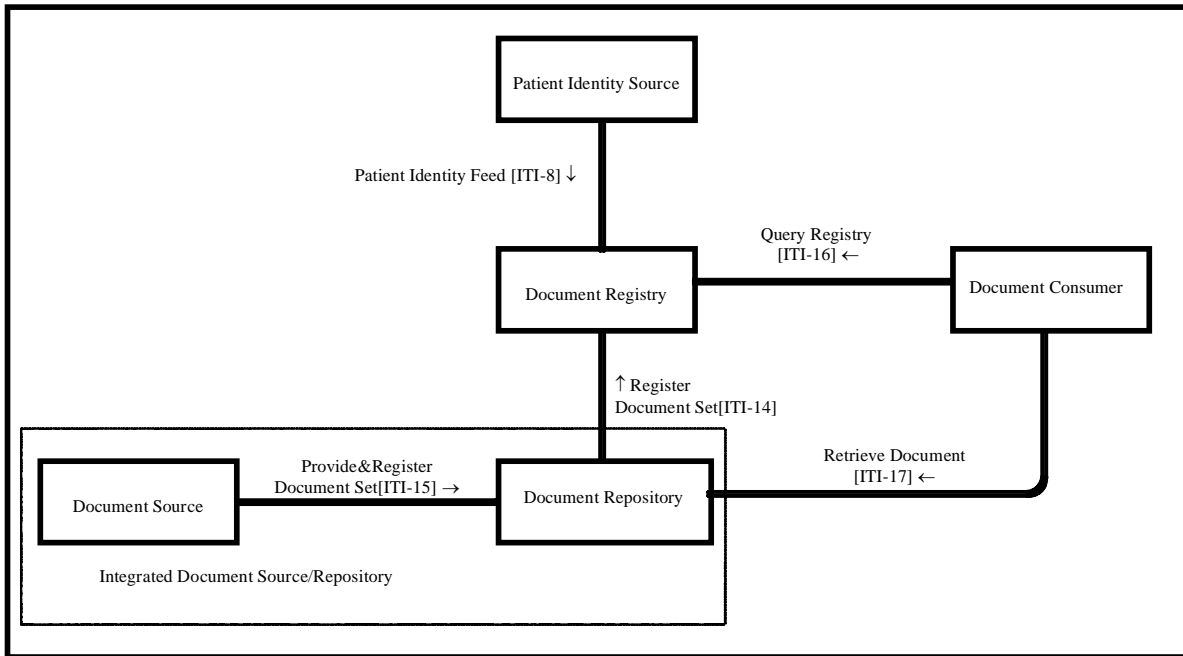 Patient Identity Source
Patient Identity Feed [ITI-8] ↓
Query Registry
[ITI-16] ←
Document Registry
Document Consumer
↑ Register
Document Set[ITI-14]
Provide&Register
Document Set[ITI-15] →
Retrieve Document
[ITI-17] ←
Document Source
Document Repository
Integrated Document Source/Repository